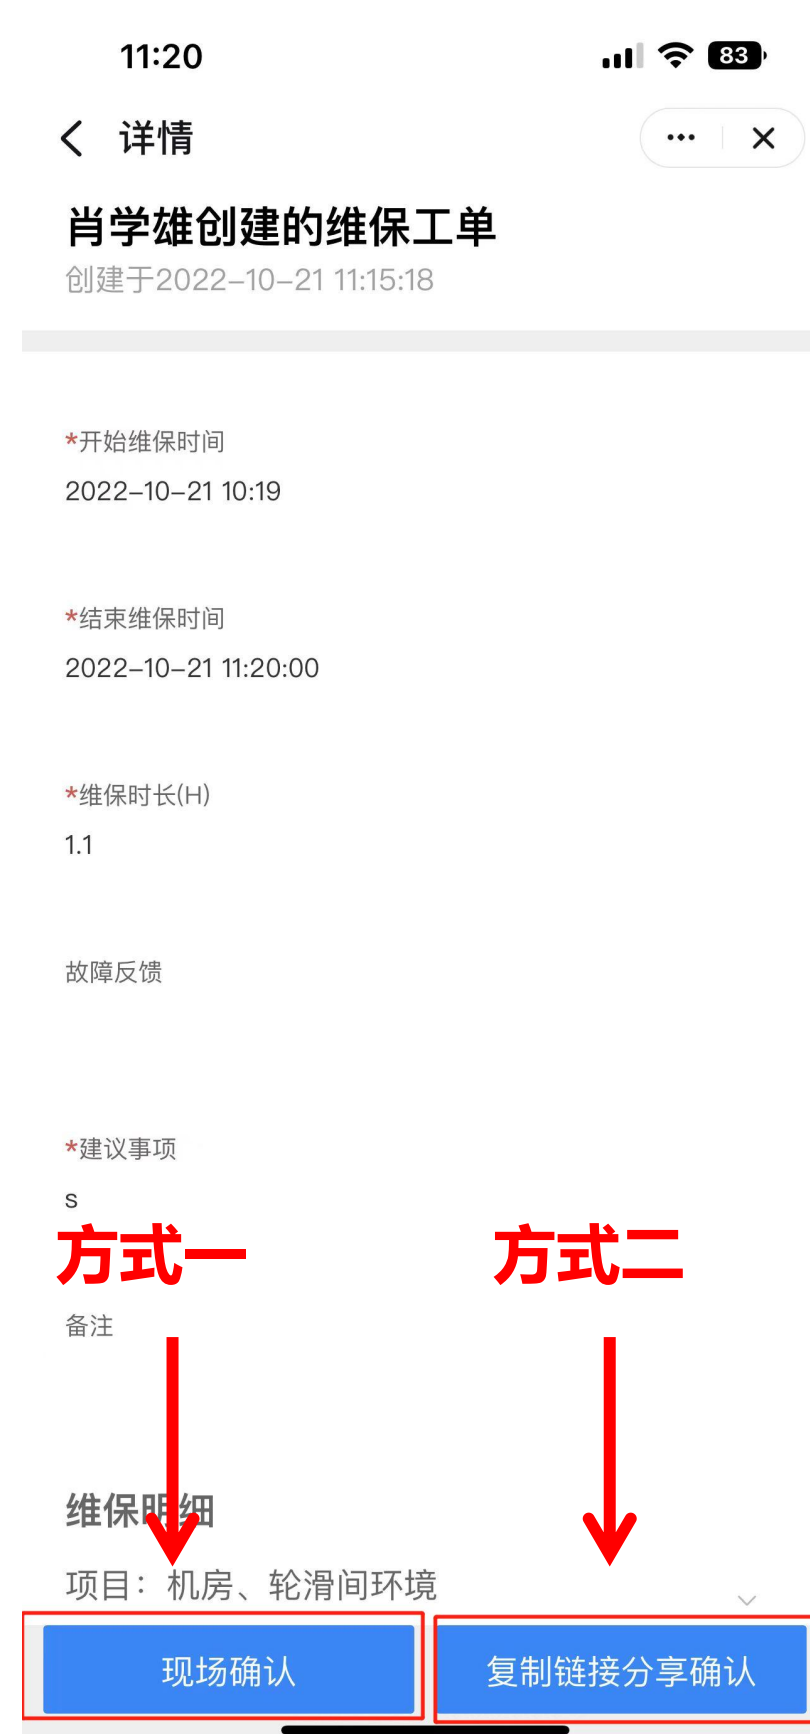 11:20
83
详情
肖学雄创建的维保工单
创建于2022-10-21 11:15:18
*开始维保时间
2022-10-21 10:19
*结束维保时间
2022-10-21 11:20:00
*维保时长(H)
1.1
故障反馈
*建议事项
s
方式一 方式二
备注
维保明细
项目：机房、轮滑间环境
现场确认 复制链接分享确认